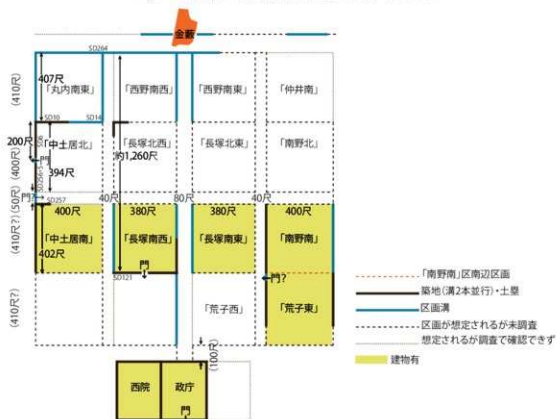 金藪
SD264
(410尺)
407尺
「丸内南東」
「西野南西」
「西野南東」
「仲井南」
SD10
SD14
200尺
(400尺)
門
394尺
「中土居北」
「長塚北西」
約1,260尺
「長塚北東」
「南野北」
(50尺)
門?
SD257
40尺
80尺
40尺
400尺
380尺
380尺
400尺
(410尺?)
「中土居南」
「長塚南西」
「長塚南東」
「南野南」
402尺
門
SD121
門?
(410尺?)
「荒子西」
「荒子東」
(100尺)
西院
政庁
門
「南野南」区南辺区画
築地(溝2本並行)・土塁
区画溝
区画が想定されるが未調査
想定されるが調査で確認できず
建物有